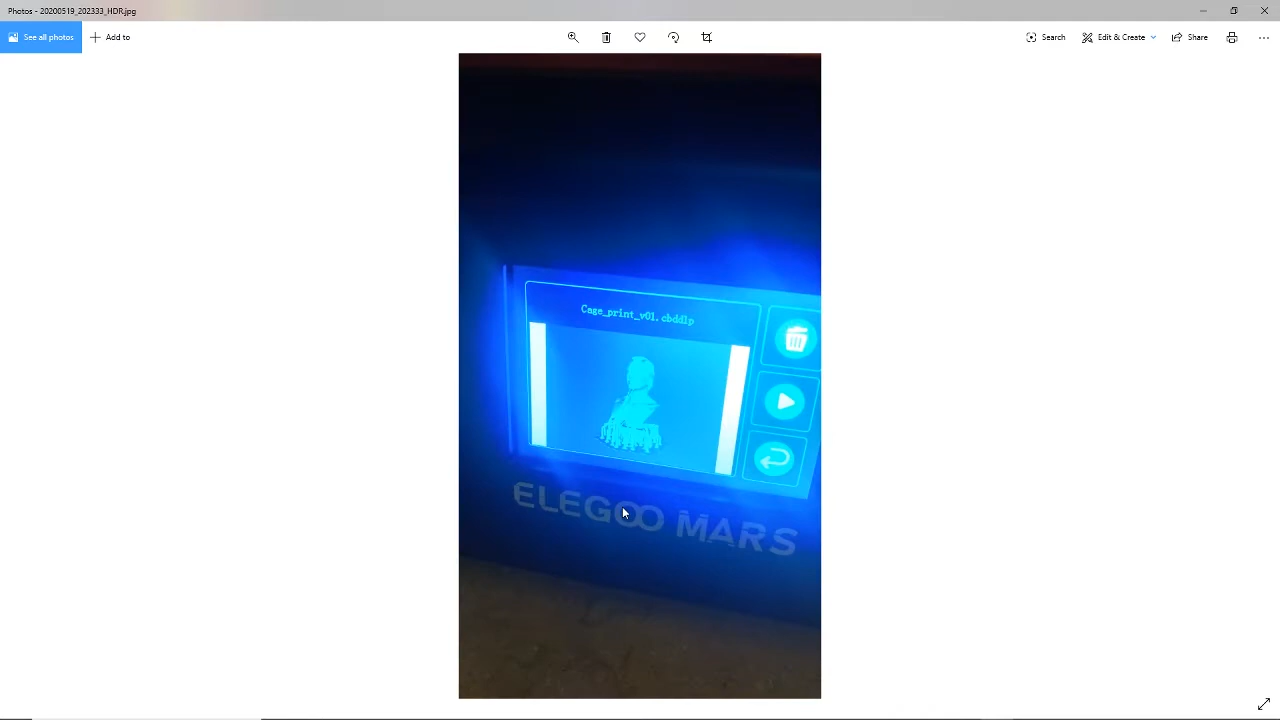 Photos - 20200519_202333_HDR.jpg
See all photos
Add to
Search
Edit & Create
Share
Cage_print_v01.cbddlp
ELEGOO MARS